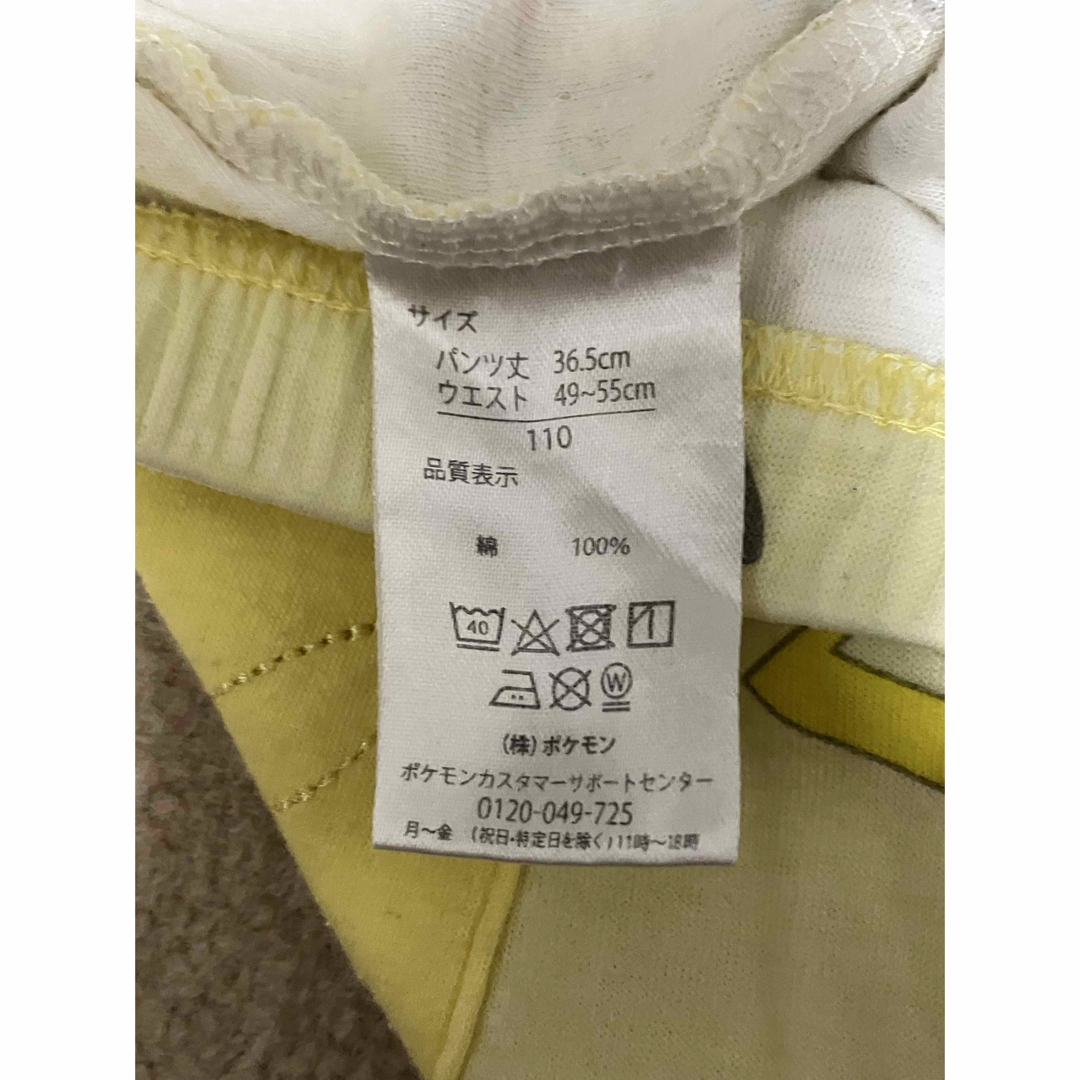 サイズ
パンツ丈 36.5cm
ウエスト 49~55cm
110
品質表示
綿 100%
40
W
(株)ポケモン
ポケモンカスタマーサポートセンター
0120-049-725
月～金 (祝日・特定日を除く)11時～18時